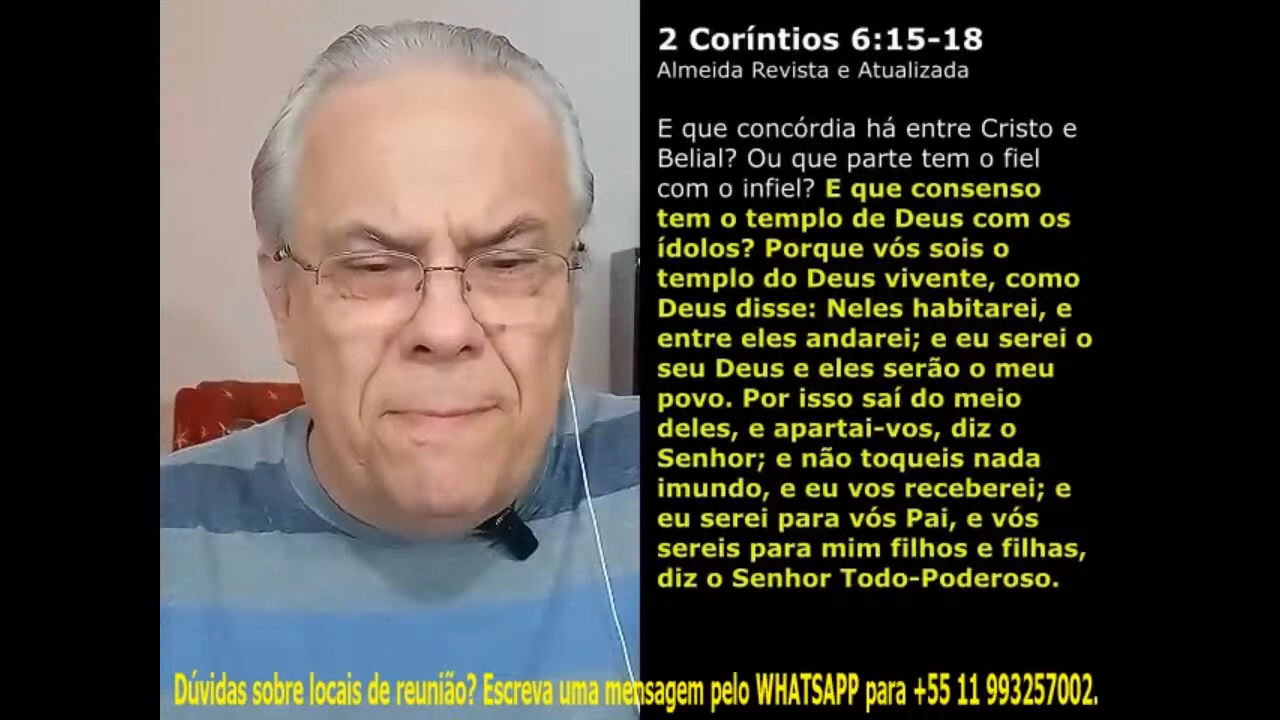 2 Coríntios 6:15-18
Almeida Revista e Atualizada
E que concórdia há entre Cristo e
Belial? Ou que parte tem o fiel
com o infiel? E que consenso
tem o templo de Deus com os
ídolos? Porque vós sois o
templo do Deus vivente, como
Deus disse: Neles habitarei, e
entre eles andarei; e eu serei o
seu Deus e eles serão o meu
povo. Por isso saí do meio
deles, e apartai-vos, diz o
Senhor; e não toqueis nada
imundo, e eu vos receberei; e
eu serei para vós Pai, e vós
sereis para mim filhos e filhas,
diz o Senhor Todo-Poderoso.
Dúvidas sobre locais de reunião? Escreva uma mensagem pelo WHATSAPP para +55 11 993257002.